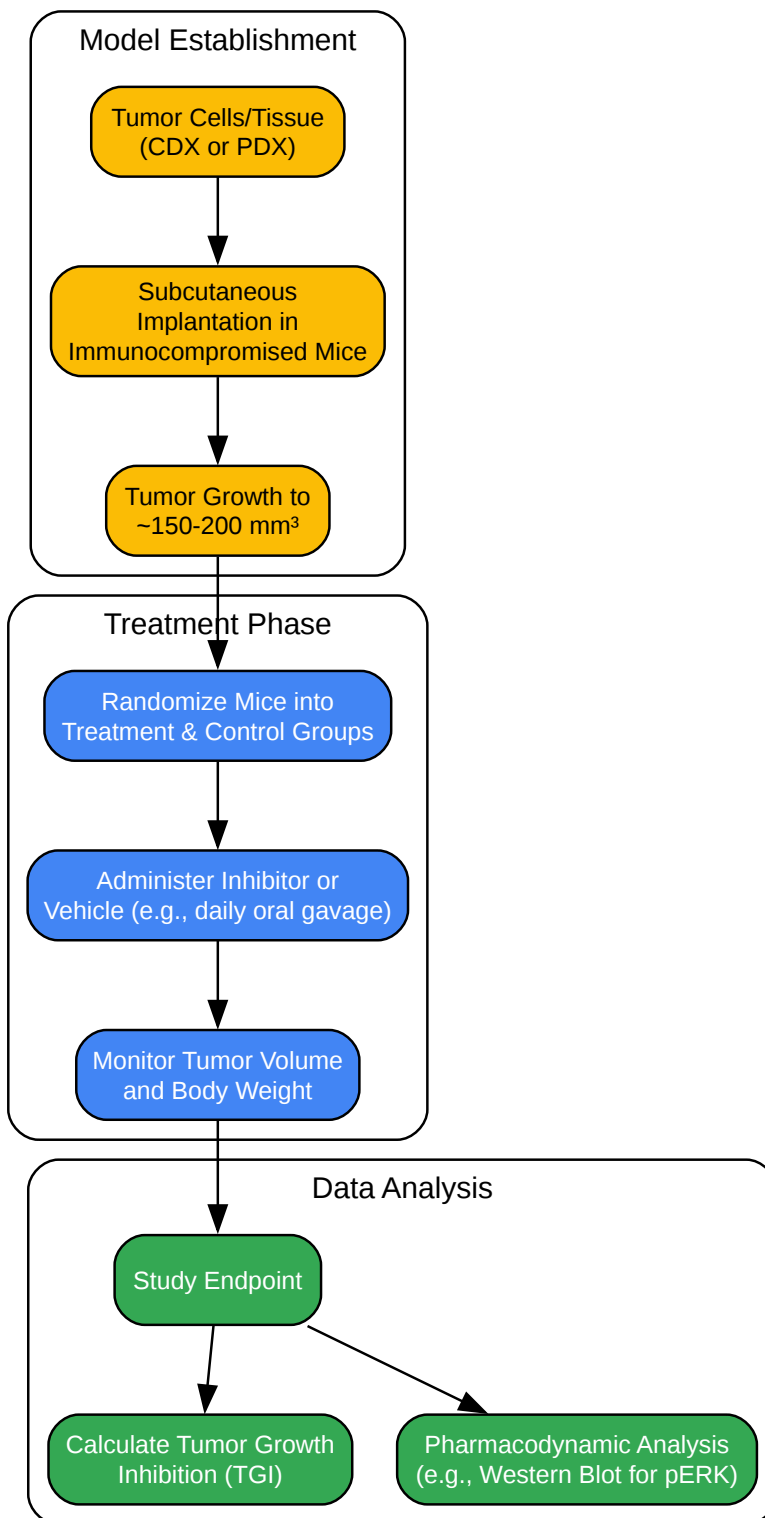 Model Establishment
Tumor Cells/Tissue
(CDX or PDX)
Subcutaneous
Implantation in
Immunocompromised Mice
Tumor Growth to
~150-200 mm³
Treatment Phase
Randomize Mice into
Treatment & Control Groups
Administer Inhibitor or
Vehicle (e.g., daily oral gavage)
Monitor Tumor Volume
and Body Weight
Data Analysis
Study Endpoint
Calculate Tumor Growth
Inhibition (TGI)
Pharmacodynamic Analysis
(e.g., Western Blot for pERK)